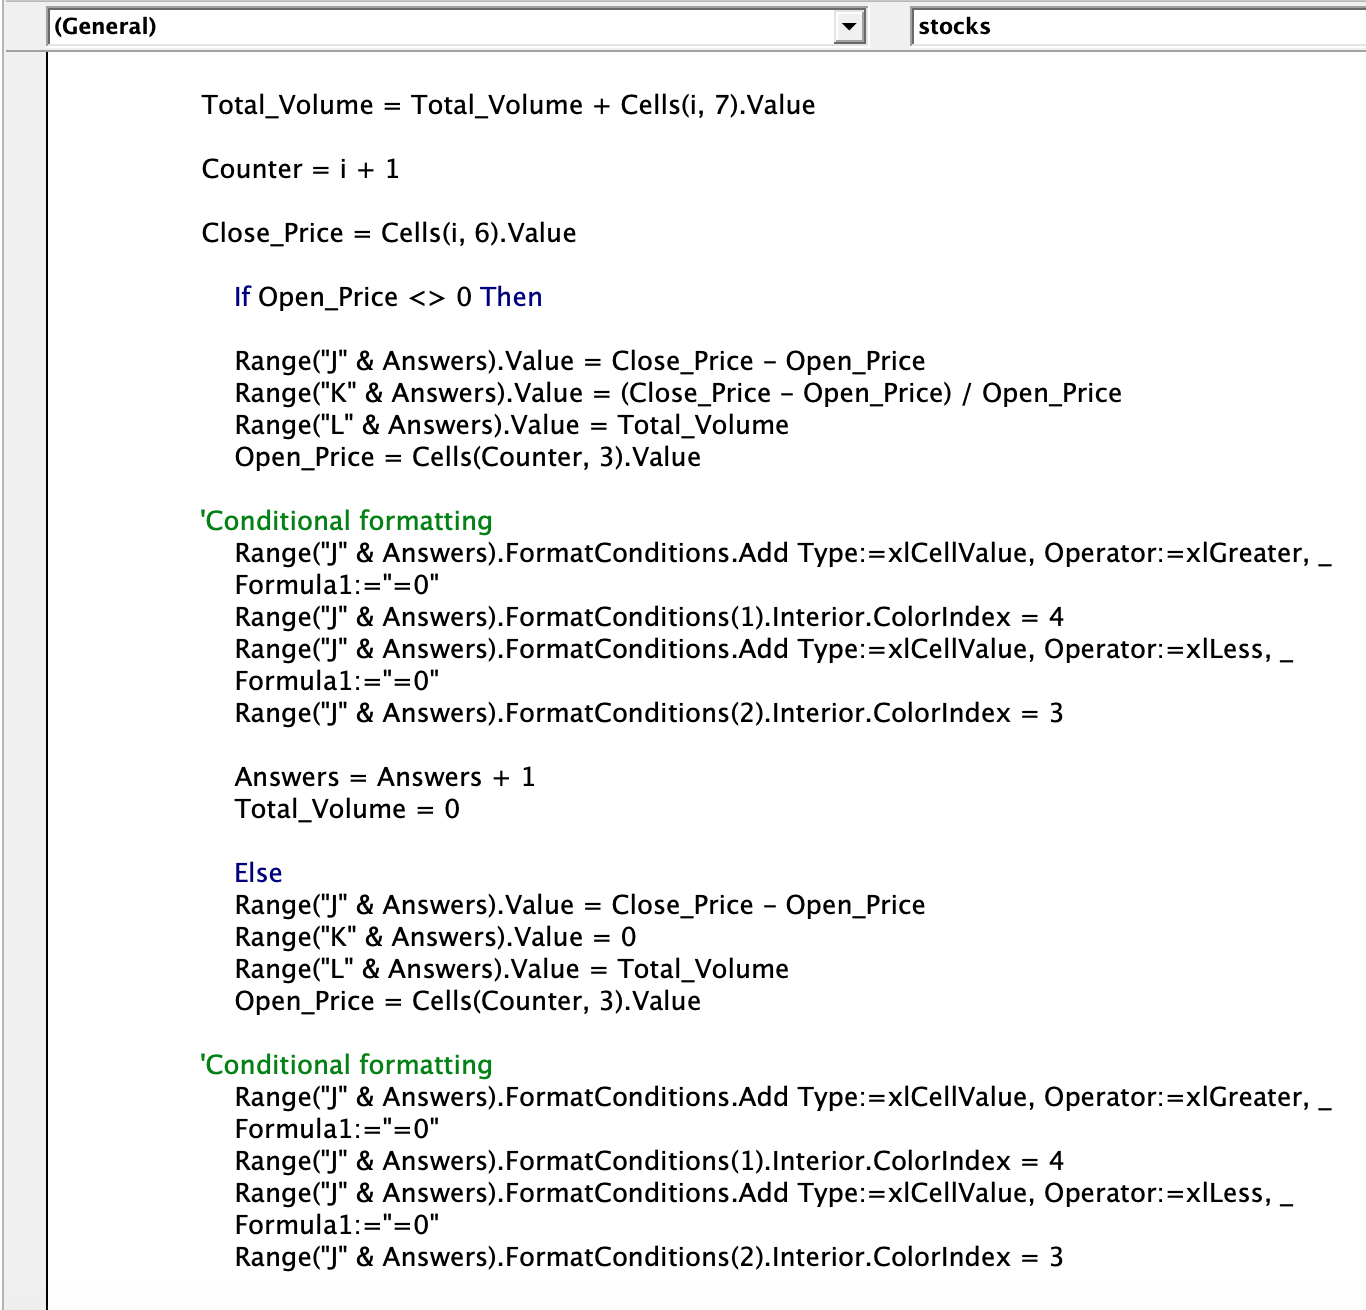 (General)
stocks
Total_Volume = Total_Volume + Cells(i, 7).Value
Counter = i + 1
Close_Price = Cells(i, 6).Value
If Open_Price <> 0 Then
Range("J" & Answers).Value = Close_Price - Open_Price
Range("K" & Answers).Value = (Close_Price - Open_Price) / Open_Price
Range("L" & Answers).Value = Total_Volume
Open_Price = Cells(Counter, 3).Value
'Conditional formatting
Range("J" & Answers).FormatConditions.Add Type:=xlCellValue, Operator:=xlGreater, _
Formula1:="=0"
Range("J" & Answers).FormatConditions(1).Interior.ColorIndex = 4
Range("J" & Answers).FormatConditions.Add Type:=xlCellValue, Operator:=xlLess, _
Formula1:="=0"
Range("J" & Answers).FormatConditions(2).Interior.ColorIndex = 3
Answers = Answers + 1
Total_Volume = 0
Else
Range("J" & Answers).Value = Close_Price - Open_Price
Range("K" & Answers).Value = 0
Range("L" & Answers).Value = Total_Volume
Open_Price = Cells(Counter, 3).Value
'Conditional formatting
Range("J" & Answers).FormatConditions.Add Type:=xlCellValue, Operator:=xlGreater, _
Formula1:="=0"
Range("J" & Answers).FormatConditions(1).Interior.ColorIndex = 4
Range("J" & Answers).FormatConditions.Add Type:=xlCellValue, Operator:=xlLess, _
Formula1:="=0"
Range("J" & Answers).FormatConditions(2).Interior.ColorIndex = 3